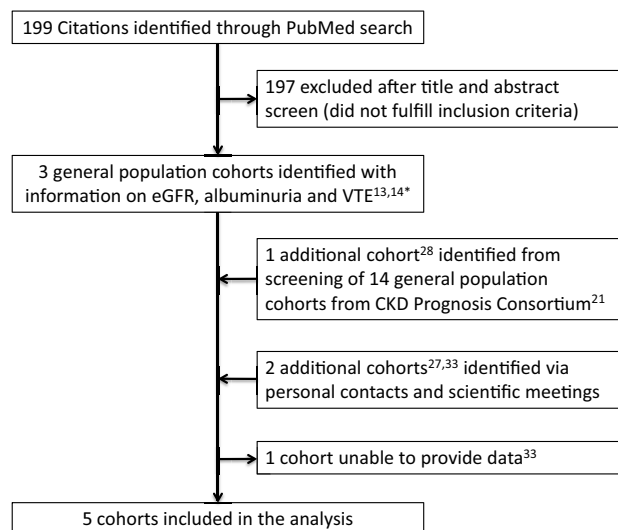 199 Citations identified through PubMed search
197 excluded after title and abstract
screen (did not fulfill inclusion criteria)
3 general population cohorts identified with
information on eGFR, albuminuria and VTE13,14*
1 additional cohort28 identified from
screening of 14 general population
cohorts from CKD Prognosis Consortium21
2 additional cohorts27,33 identified via
personal contacts and scientific meetings
1 cohort unable to provide data33
5 cohorts included in the analysis